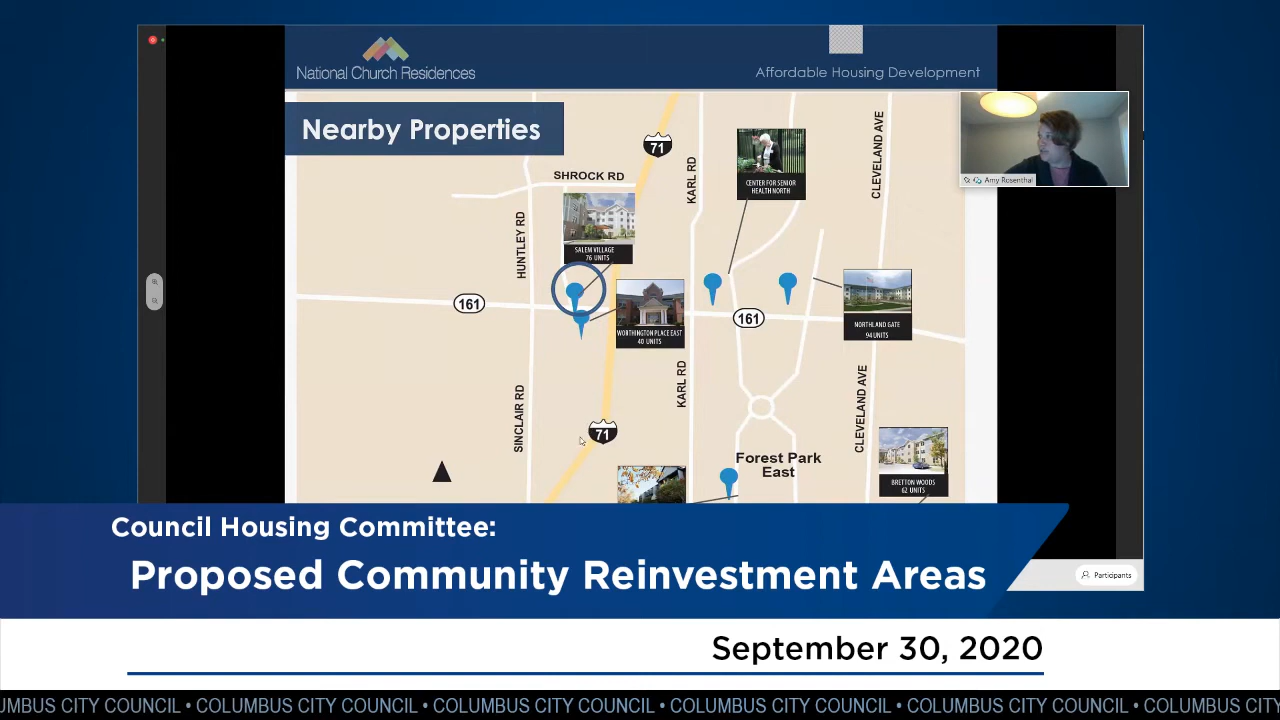 National Church Residences
Affordable Housing Development
Nearby Properties
71
SHROCK RD
KARL RD
CLEVELAND AVE
CENTER FOR SENIOR
HEALTH NORTH
Amy Rosenthal
HUNTLEY RD
SALEM VILLAGE
76 UNITS
161
WORTHINGTON PLACE EAST
40 UNITS
161
NORTHLAND GATE
94 UNITS
SINCLAIR RD
KARL RD
CLEVELAND AVE
71
Forest Park
East
BRETTON WOODS
62 UNITS
Council Housing Committee:
Proposed Community Reinvestment Areas
Participants
September 30, 2020
UMBUS CITY COUNCIL • COLUMBUS CITY COUNCIL • COLUMBUS CITY COUNCIL • COLUMBUS CITY COUNCIL • COLUMBUS CITY COUNCIL • COLUMBUS CITY